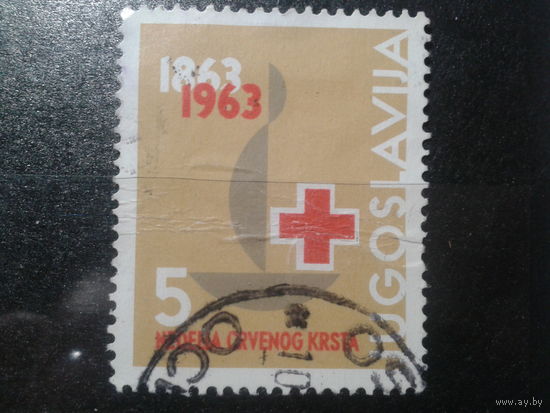 1863
1963
JUGOSLAVIJA
5
NEDELJA CRVENOG KRSTA
www.ay.by